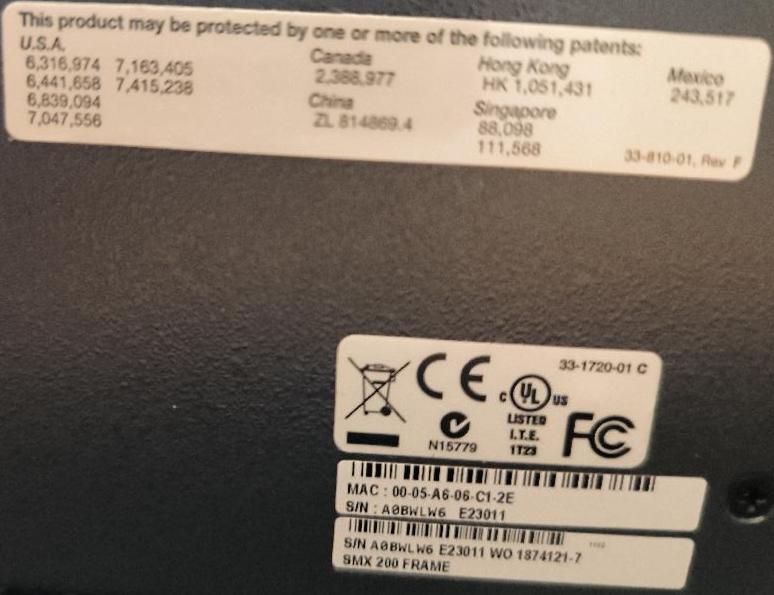 This product may be protected by one or more of the following patents:
U.S.A.
6,316,974 7,163,405
6,441,658 7,415,238
6,839,094
7,047,556
Canada
2,388,977
China
ZL 814869.4
Hong Kong
HK 1,051,431
Singapore
88,098
111,568
Mexico
243,517
33-810-01, Rev F
33-1720-01 C
CE
c UL us
LISTED
I.T.E.
1T23
N15779
FC
MAC : 00-05-A6-06-C1-2E
S/N : A0BWLW6 E23011
S/N A0BWLW6 E23011 WO 1874121-7
SMX 200 FRAME